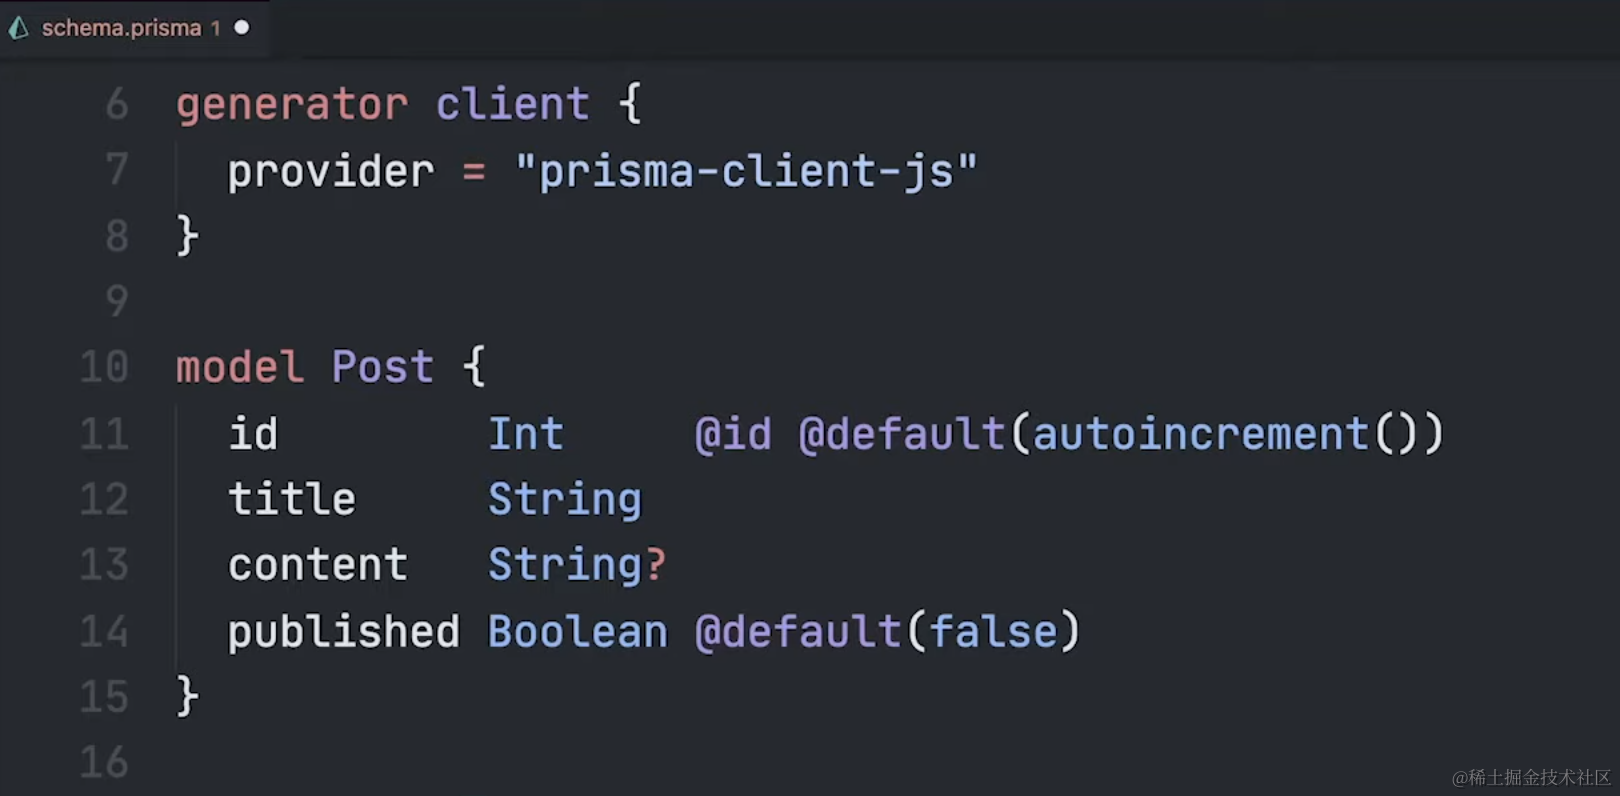 schema.prisma 1
6 generator client {
7   provider = "prisma-client-js"
8 }
9
10 model Post {
11   id        Int     @id @default(autoincrement())
12   title     String
13   content   String?
14   published Boolean @default(false)
15 }
16
@稀土掘金技术社区